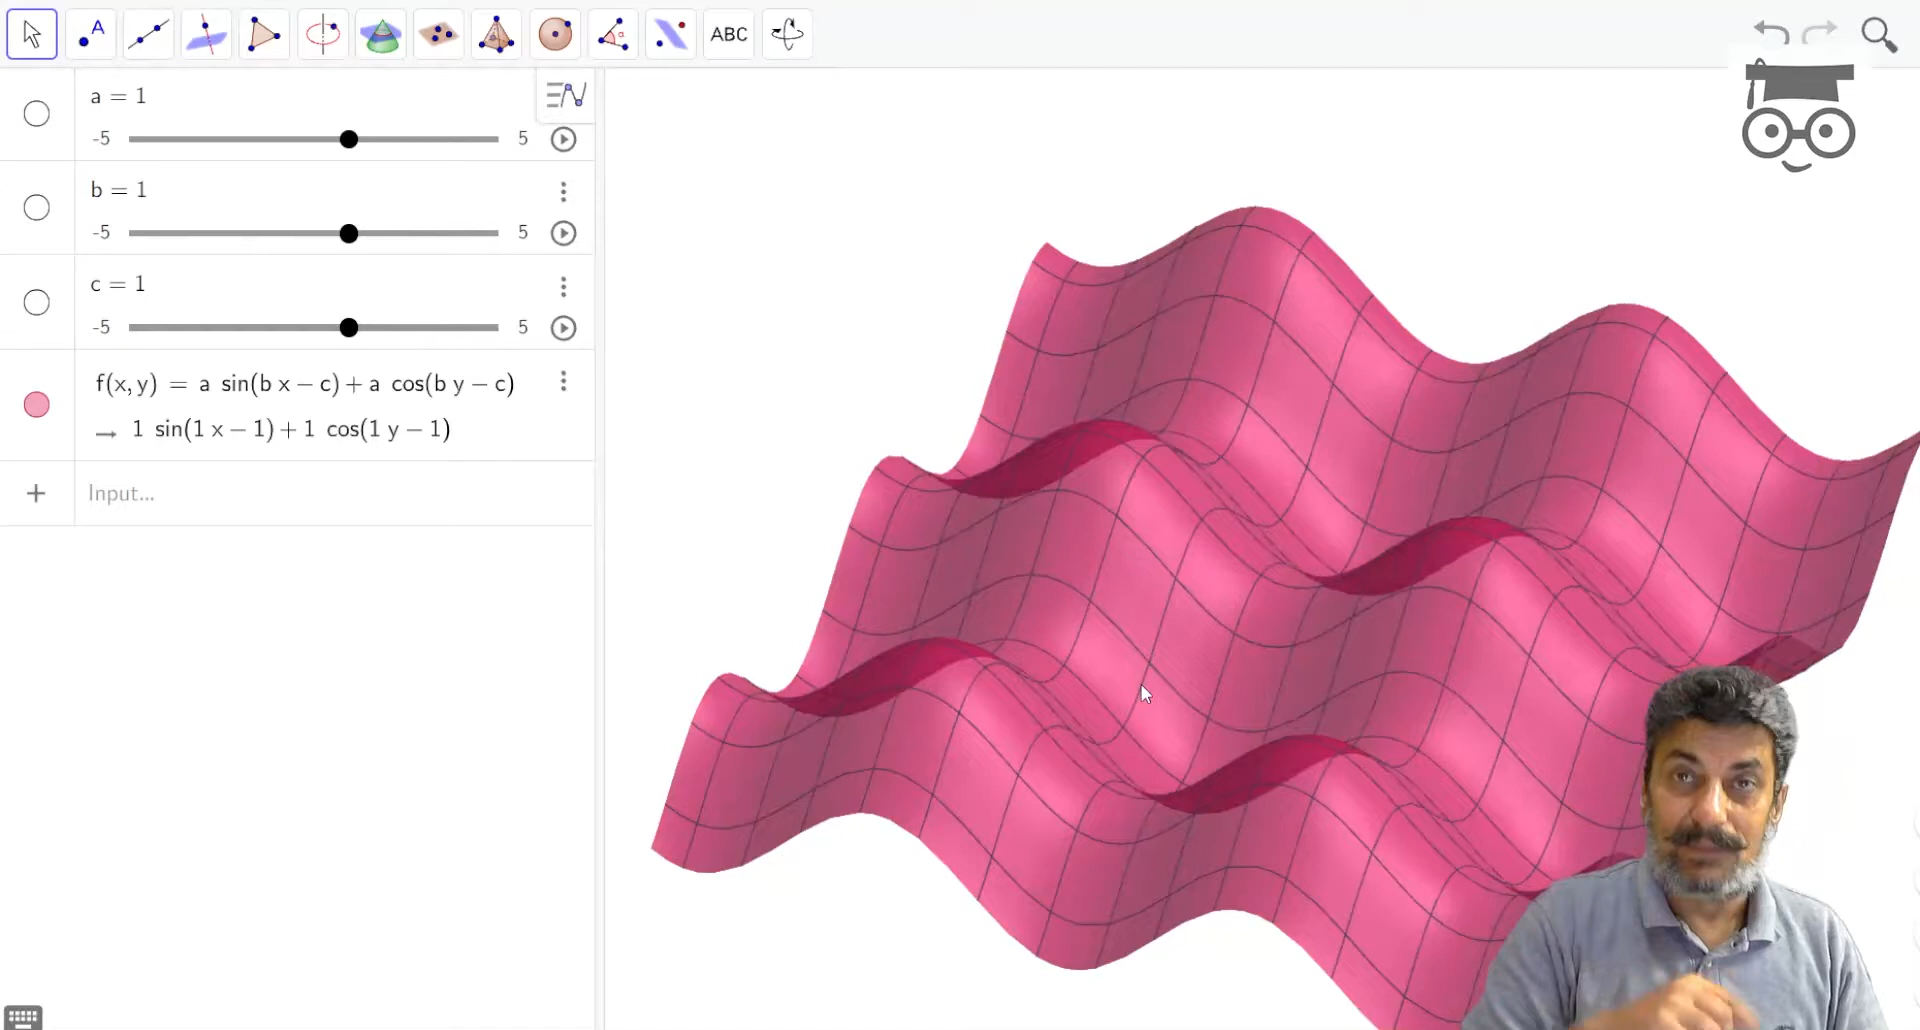 A
α
ABC
a = 1
-5 5
b = 1
-5 5
c = 1
-5 5
f(x, y) = a sin(b x − c) + a cos(b y − c)
→ 1 sin(1 x − 1) + 1 cos(1 y − 1)
+ Input...